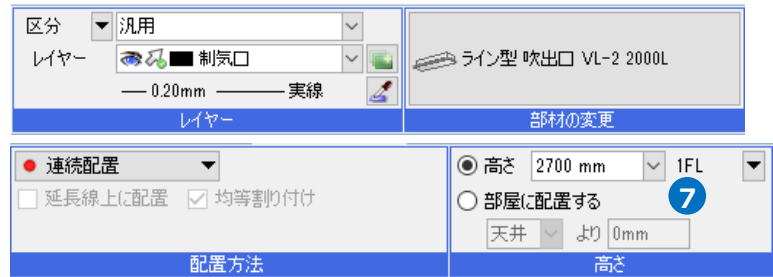 区分 汎用
レイヤー 制気口
0.20mm 実線
レイヤー
ライン型 吹出口 VL-2 2000L
部材の変更
連続配置
延長線上に配置 均等割り付け
配置方法
高さ 2700 mm 1FL
部屋に配置する 7
天井 より 0mm
高さ